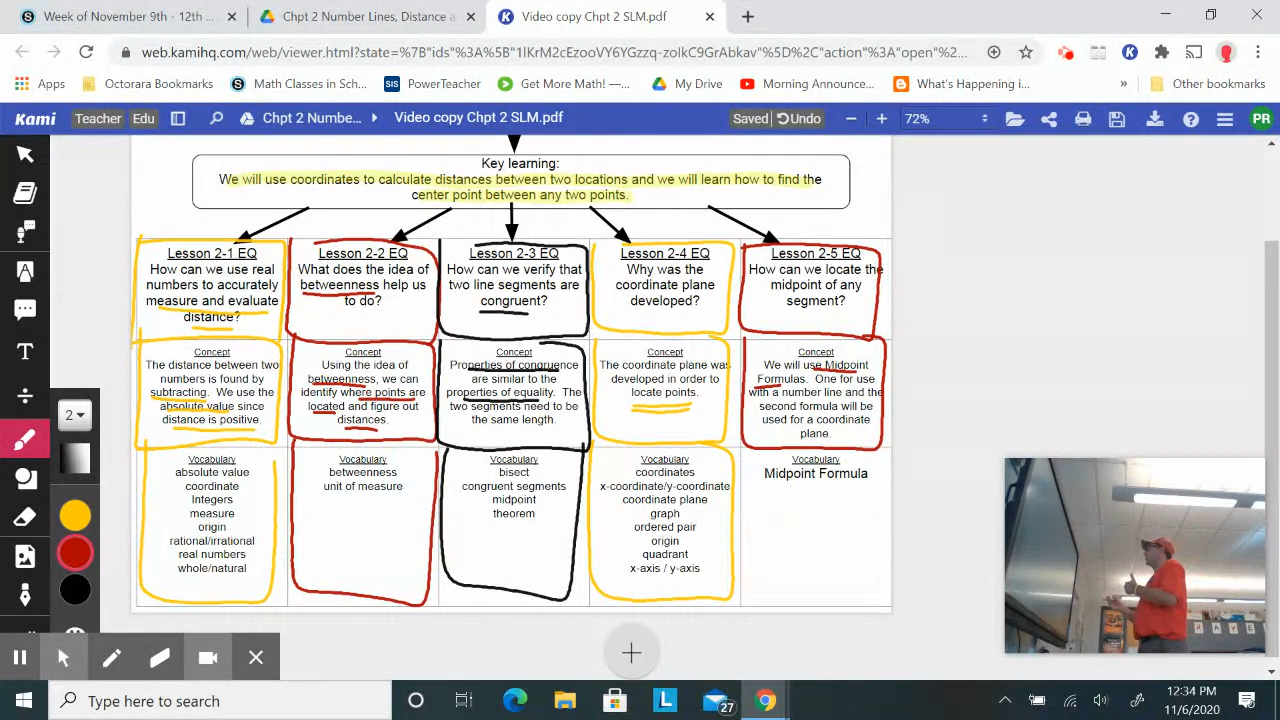 Week of November 9th - 12th ...
Chpt 2 Number Lines, Distance a
Video copy Chpt 2 SLM.pdf
web.kamihq.com/web/viewer.html?state=%7B"ids"%3A%5B"1lKrM2cEzooVY6YGzzq-zoIkC9GrAbkav"%5D%2C"action"%3A"open"%2...
Apps
Octorara Bookmarks
Math Classes in Sch...
SIS
PowerTeacher
Get More Math! —...
My Drive
Morning Announce...
What's Happening i...
»
Other bookmarks
Kami
Teacher
Edu
Chpt 2 Numbe...
Video copy Chpt 2 SLM.pdf
Saved
Undo
72%
PR
Key learning:
We will use coordinates to calculate distances between two locations and we will learn how to find the
center point between any two points.
Lesson 2-1 EQ
How can we use real
numbers to accurately
measure and evaluate
distance?
Lesson 2-2 EQ
What does the idea of
betweenness help us
to do?
Lesson 2-3 EQ
How can we verify that
two line segments are
congruent?
Lesson 2-4 EQ
Why was the
coordinate plane
developed?
Lesson 2-5 EQ
How can we locate the
midpoint of any
segment?
Concept
The distance between two
numbers is found by
subtracting. We use the
absolute value since
distance is positive.
Concept
Using the idea of
betweenness, we can
identify where points are
located and figure out
distances.
Concept
Properties of congruence
are similar to the
properties of equality. The
two segments need to be
the same length.
Concept
The coordinate plane was
developed in order to
locate points.
Concept
We will use Midpoint
Formulas. One for use
with a number line and the
second formula will be
used for a coordinate
plane.
Vocabulary
absolute value
coordinate
Integers
measure
origin
rational/irrational
real numbers
whole/natural
Vocabulary
betweenness
unit of measure
Vocabulary
bisect
congruent segments
midpoint
theorem
Vocabulary
coordinates
x-coordinate/y-coordinate
coordinate plane
graph
ordered pair
origin
quadrant
x-axis / y-axis
Vocabulary
Midpoint Formula
2
Type here to search
27
12:34 PM
11/6/2020